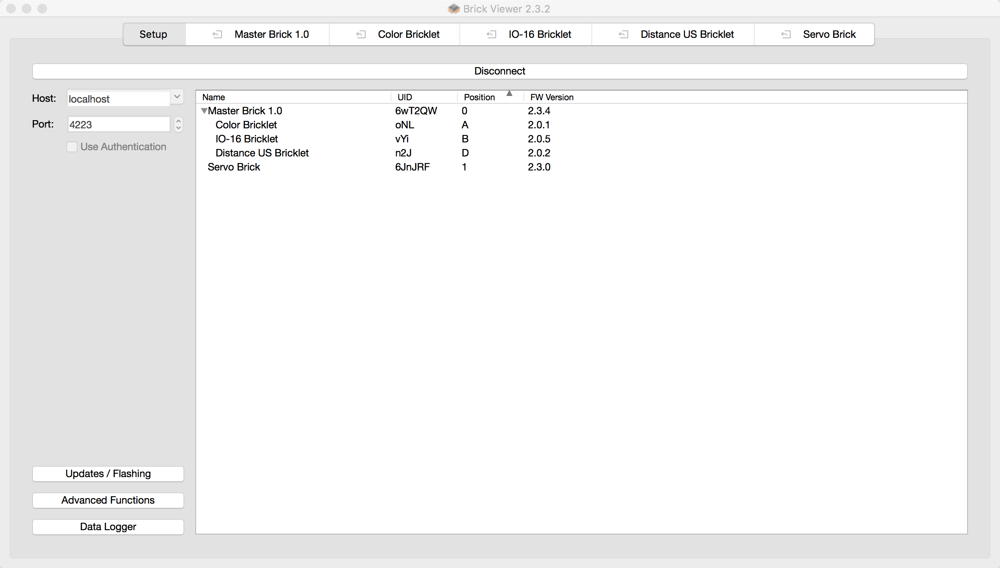 Brick Viewer 2.3.2
Setup Master Brick 1.0 Color Bricklet IO-16 Bricklet Distance US Bricklet Servo Brick
Disconnect
Host: localhost
Port: 4223
Use Authentication
Name UID Position FW Version
Master Brick 1.0 6wT2QW 0 2.3.4
Color Bricklet oNL A 2.0.1
IO-16 Bricklet vYi B 2.0.5
Distance US Bricklet n2J D 2.0.2
Servo Brick 6JnJRF 1 2.3.0
Updates / Flashing
Advanced Functions
Data Logger